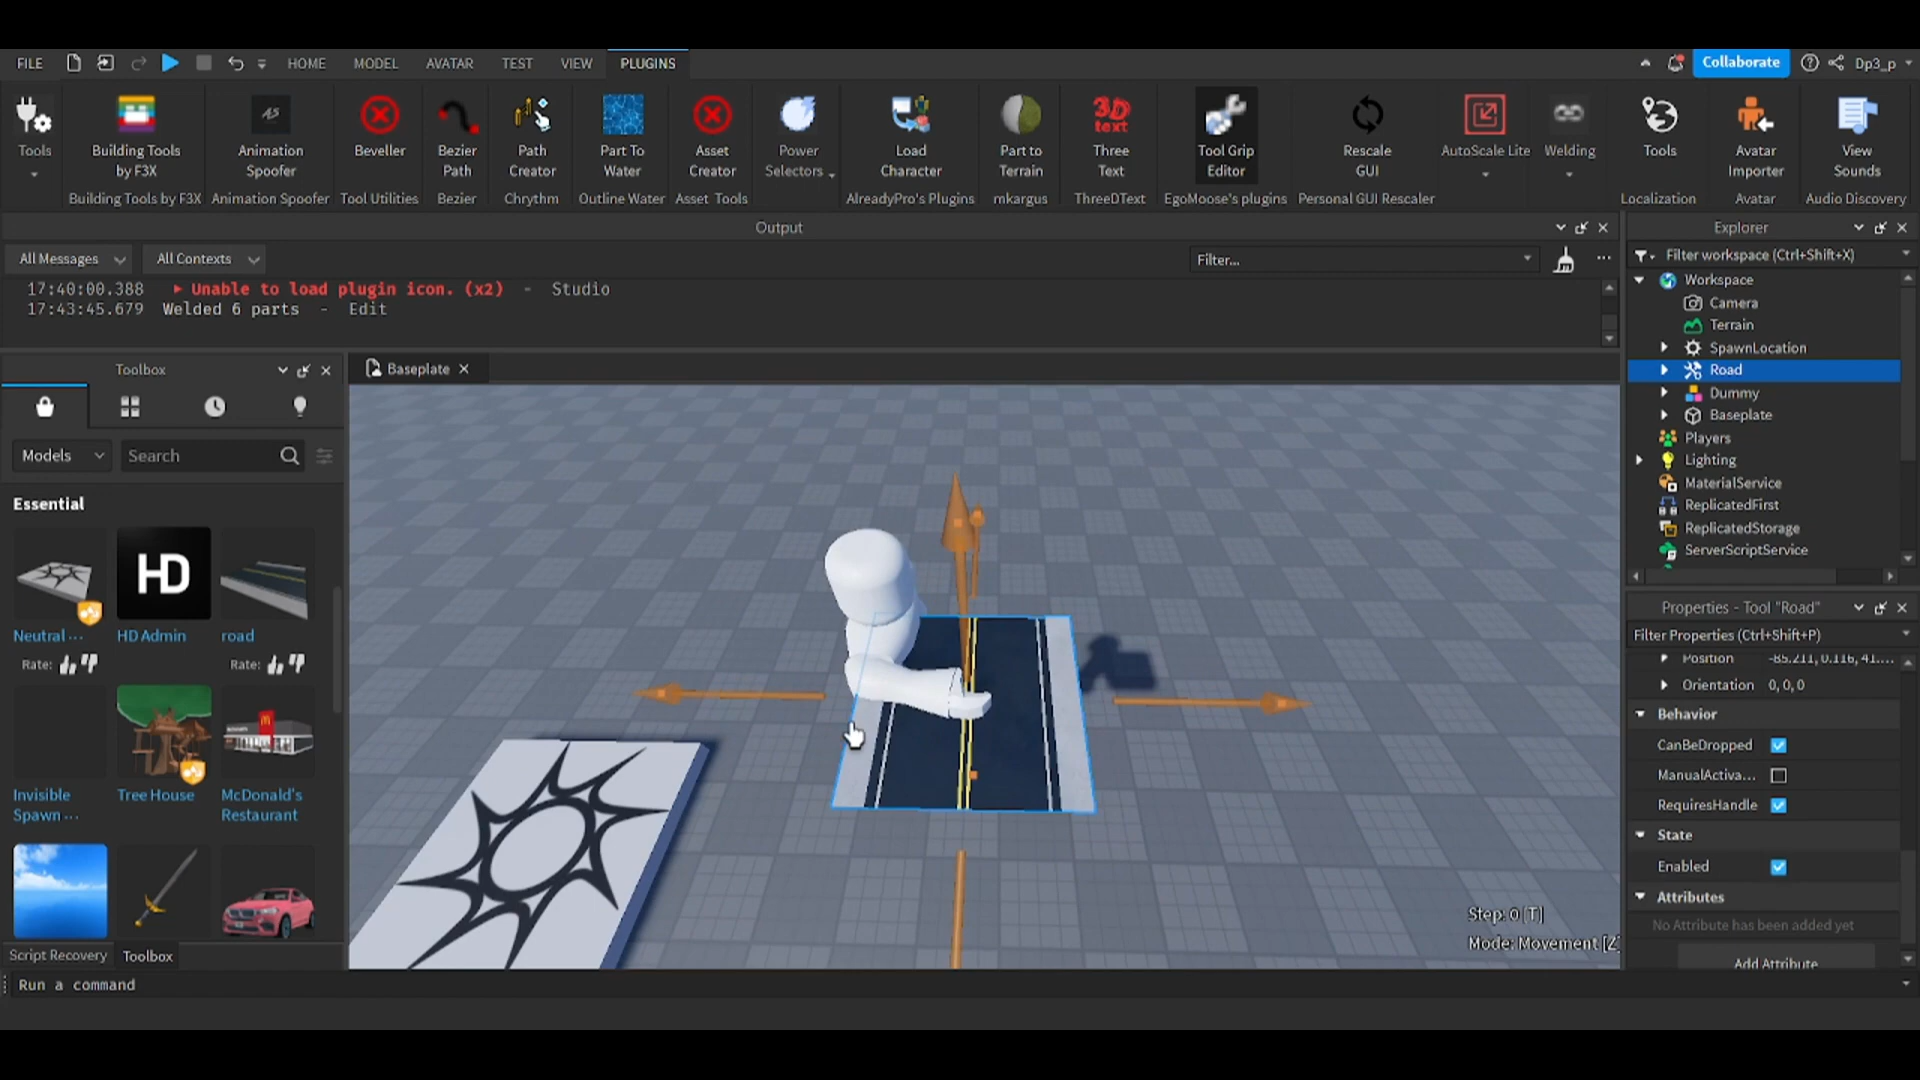 FILE HOME MODEL AVATAR TEST VIEW PLUGINS Collaborate Dp3_p
Tools
Building Tools by F3X
Building Tools by F3X
AS
Animation Spoofer
Animation Spoofer
Beveller
Tool Utilities
Bezier Path
Bezier
Path Creator
Chrythm
Part To Water
Outline Water
Asset Creator
Asset Tools
Power Selectors
Load Character
AlreadyPro's Plugins
Part to Terrain
mkargus
3D text
Three Text
ThreeDText
Tool Grip Editor
EgoMoose's plugins
Rescale GUI
Personal GUI Rescaler
AutoScale Lite
Welding
Tools
Localization
Avatar Importer
Avatar
View Sounds
Audio Discovery
Output
All Messages All Contexts Filter...
17:40:00.388 Unable to load plugin icon. (x2) - Studio
17:43:45.679 Welded 6 parts - Edit
Toolbox
Models Search
Essential
Neutral ... HD HD Admin road
Rate: Rate:
Invisible Spawn ... Tree House McDonald's Restaurant
Script Recovery Toolbox
Baseplate
Step: 0 [T]
Mode: Movement [Z]
Explorer
Filter workspace (Ctrl+Shift+X)
Workspace
Camera
Terrain
SpawnLocation
Road
Dummy
Baseplate
Players
Lighting
MaterialService
ReplicatedFirst
ReplicatedStorage
ServerScriptService
Properties - Tool "Road"
Filter Properties (Ctrl+Shift+P)
Position -85.211, 0.116, 41....
Orientation 0, 0, 0
Behavior
CanBeDropped
ManualActiva...
RequiresHandle
State
Enabled
Attributes
No Attribute has been added yet
Add Attribute
Run a command